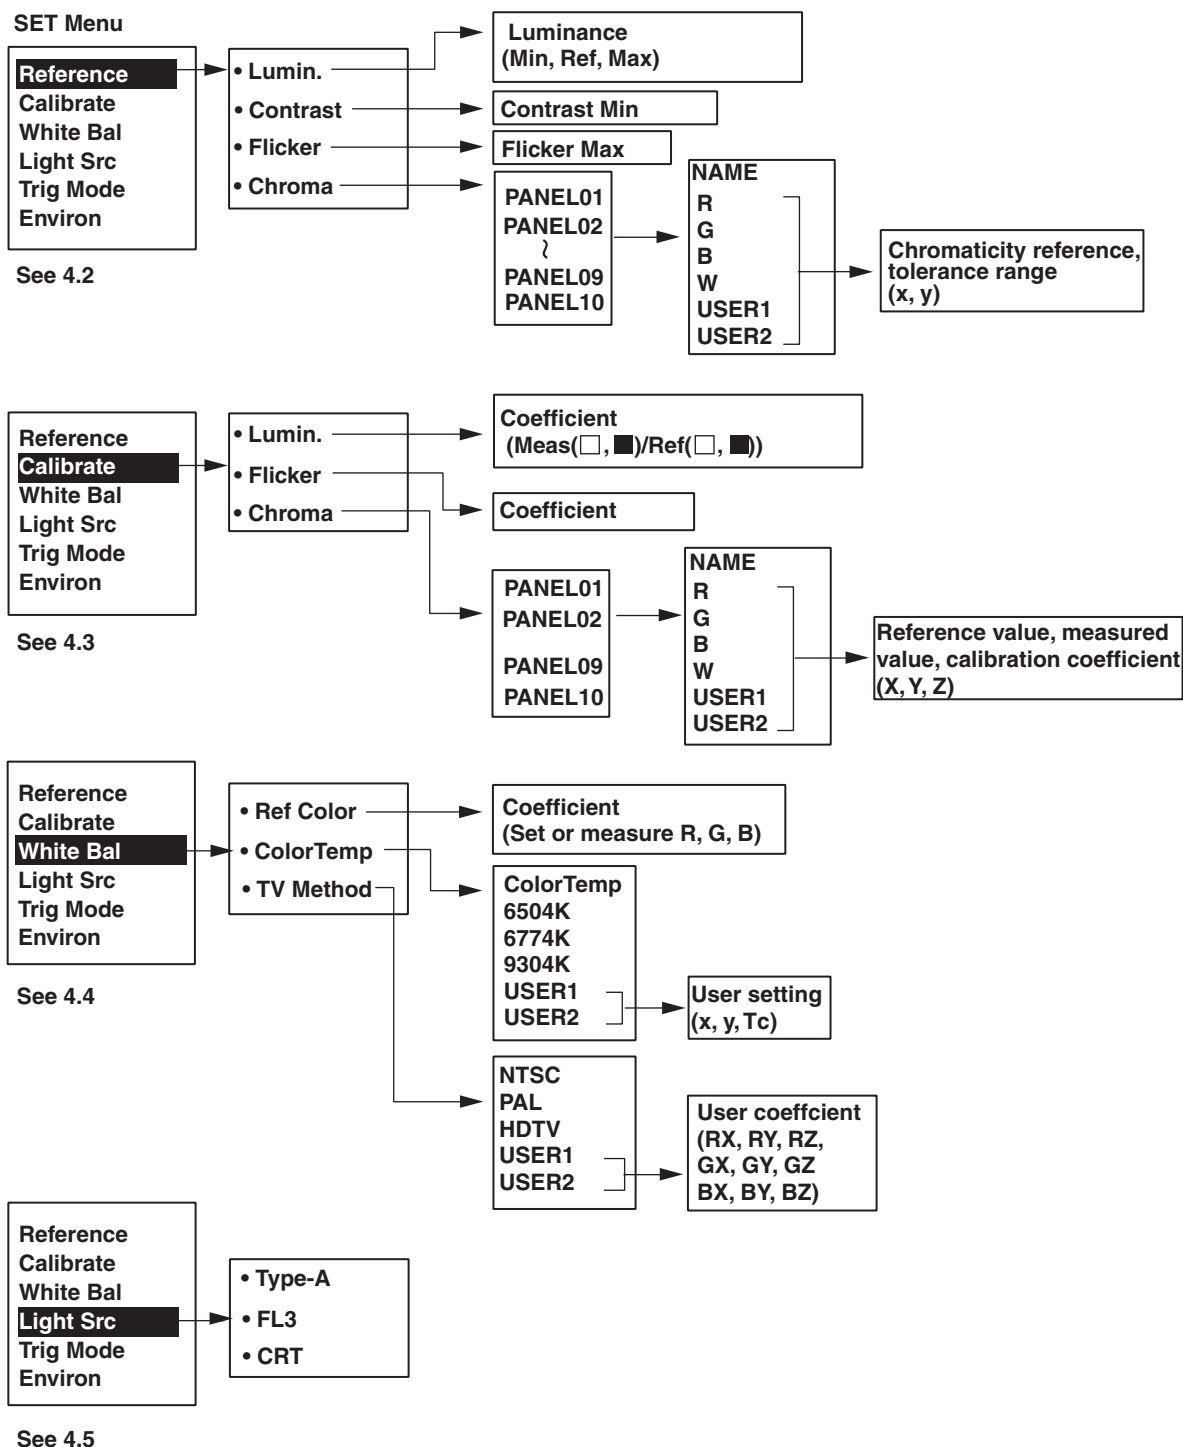 SET Menu
Reference
Calibrate
White Bal
Light Src
Trig Mode
Environ
See 4.2
• Lumin.
• Contrast
• Flicker
• Chroma
Luminance
(Min, Ref, Max)
Contrast Min
Flicker Max
PANEL01
PANEL02
~
PANEL09
PANEL10
NAME
R
G
B
W
USER1
USER2
Chromaticity reference,
tolerance range
(x, y)
Reference
Calibrate
White Bal
Light Src
Trig Mode
Environ
See 4.3
• Lumin.
• Flicker
• Chroma
Coefficient
(Meas(□, ■)/Ref(□, ■))
Coefficient
PANEL01
PANEL02
PANEL09
PANEL10
NAME
R
G
B
W
USER1
USER2
Reference value, measured
value, calibration coefficient
(X, Y, Z)
Reference
Calibrate
White Bal
Light Src
Trig Mode
Environ
See 4.4
• Ref Color
• ColorTemp
• TV Method
Coefficient
(Set or measure R, G, B)
ColorTemp
6504K
6774K
9304K
USER1
USER2
User setting
(x, y, Tc)
NTSC
PAL
HDTV
USER1
USER2
User coeffcient
(RX, RY, RZ,
GX, GY, GZ
BX, BY, BZ)
Reference
Calibrate
White Bal
Light Src
Trig Mode
Environ
See 4.5
• Type-A
• FL3
• CRT